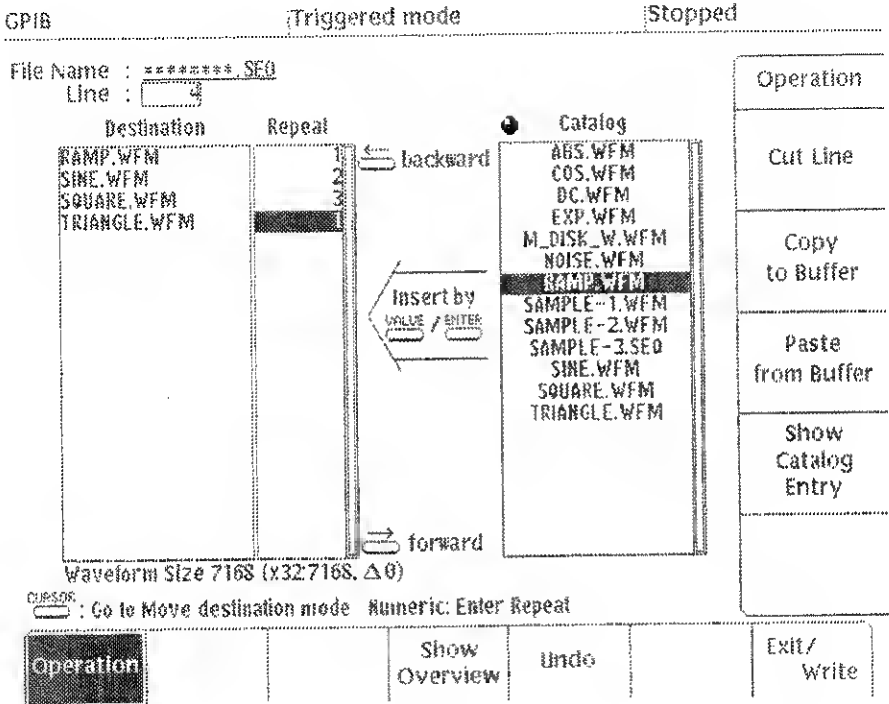 GPIB Triggered mode Stopped
File Name : ********.SEQ
Line : 4
Destination Repeat
RAMP.WFM 1
SINE.WFM 2
SQUARE.WFM 3
TRIANGLE.WFM 1
backward
Insert by
VALUE / ENTER
forward
Catalog
ABS.WFM
COS.WFM
DC.WFM
EXP.WFM
M_DISK_W.WFM
NOISE.WFM
RAMP.WFM
SAMPLE-1.WFM
SAMPLE-2.WFM
SAMPLE-3.SEQ
SINE.WFM
SQUARE.WFM
TRIANGLE.WFM
Operation
Cut Line
Copy
to Buffer
Paste
from Buffer
Show
Catalog
Entry
Waveform Size 7168 (x32:7168, Δ0)
CURSOR : Go to Move destination mode Numeric: Enter Repeat
Operation
Show
Overview
Undo
Exit/
Write